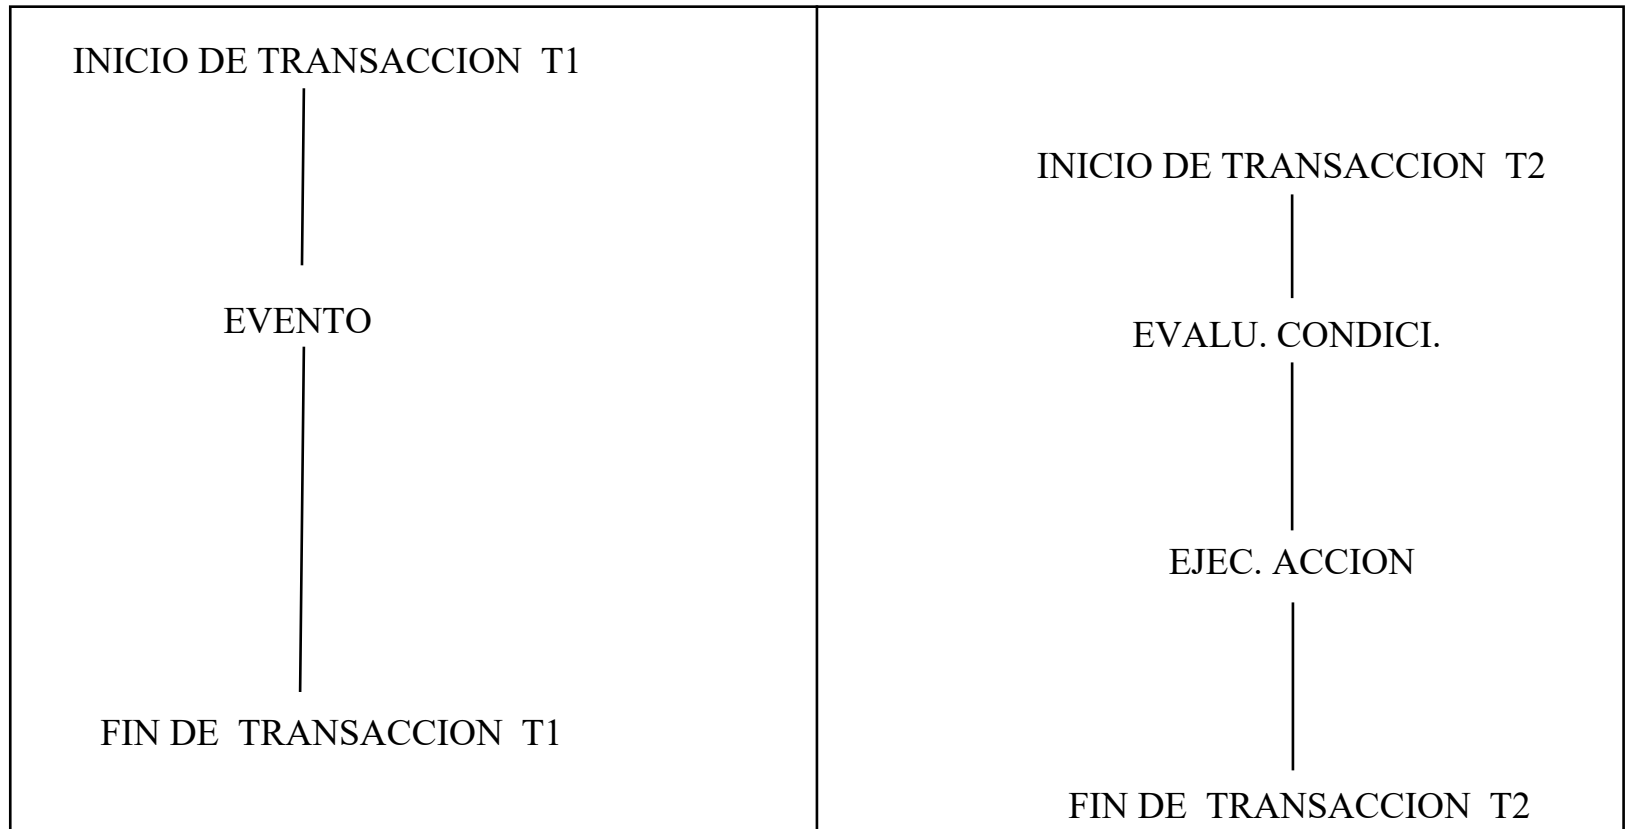 INICIO DE TRANSACCION T1
EVENTO
FIN DE TRANSACCION T1
INICIO DE TRANSACCION T2
EVALU. CONDICI.
EJEC. ACCION
FIN DE TRANSACCION T2